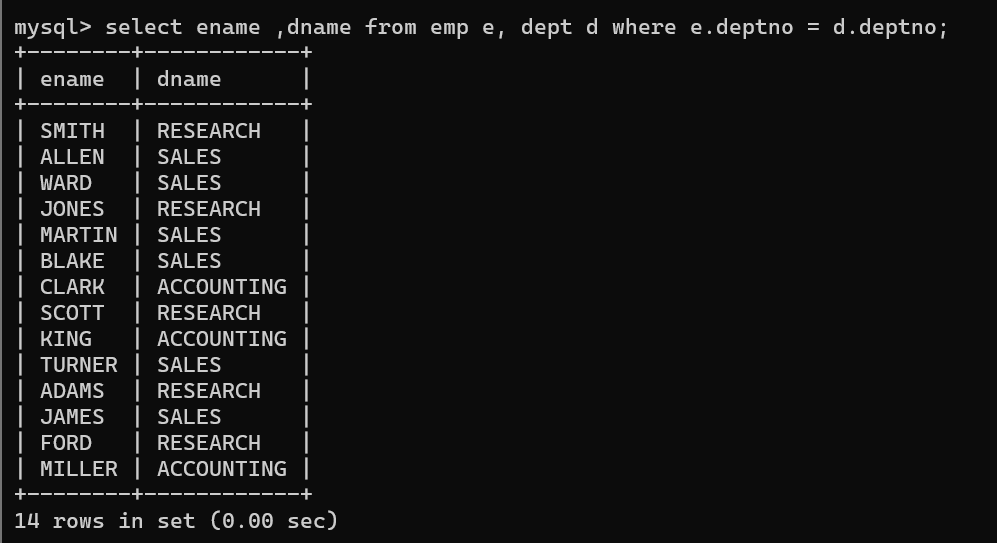 mysql> select ename ,dname from emp e, dept d where e.deptno = d.deptno;
+--------+------------+
| ename  | dname      |
+--------+------------+
| SMITH  | RESEARCH   |
| ALLEN  | SALES      |
| WARD   | SALES      |
| JONES  | RESEARCH   |
| MARTIN | SALES      |
| BLAKE  | SALES      |
| CLARK  | ACCOUNTING |
| SCOTT  | RESEARCH   |
| KING   | ACCOUNTING |
| TURNER | SALES      |
| ADAMS  | RESEARCH   |
| JAMES  | SALES      |
| FORD   | RESEARCH   |
| MILLER | ACCOUNTING |
+--------+------------+
14 rows in set (0.00 sec)